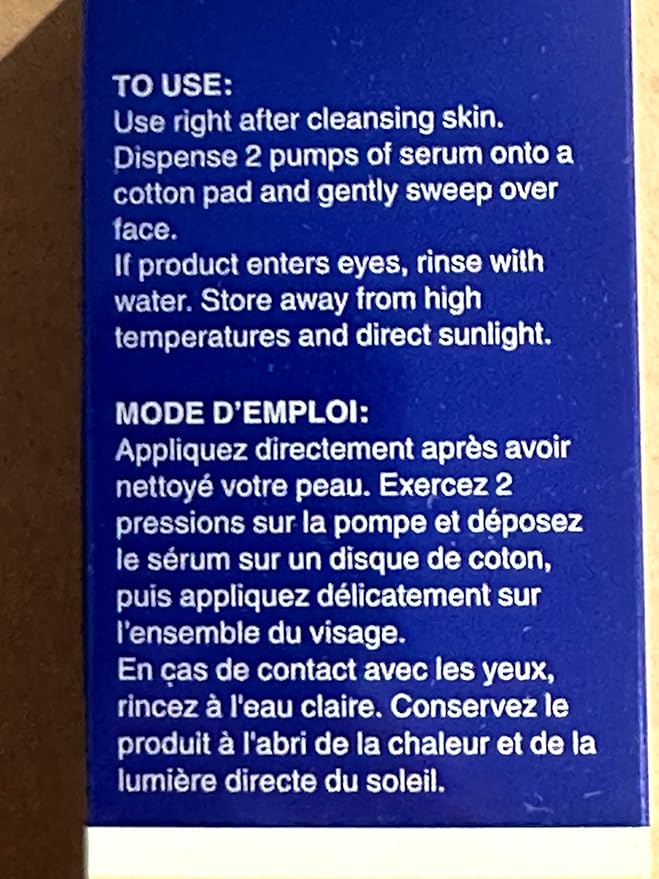 TO USE:
Use right after cleansing skin.
Dispense 2 pumps of serum onto a
cotton pad and gently sweep over
face.
If product enters eyes, rinse with
water. Store away from high
temperatures and direct sunlight.
MODE D'EMPLOI:
Appliquez directement après avoir
nettoyé votre peau. Exercez 2
pressions sur la pompe et déposez
le sérum sur un disque de coton,
puis appliquez délicatement sur
l'ensemble du visage.
En ças de contact avec les yeux,
rincez à l'eau claire. Conservez le
produit à l'abri de la chaleur et de la
lumière directe du soleil.